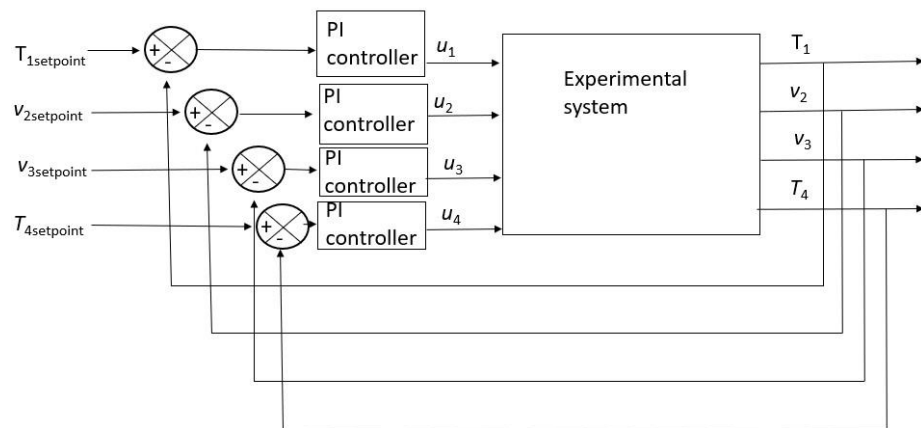 T1setpoint
+
-
PI
controller
u1
Experimental
system
T1
v2setpoint
+
-
PI
controller
u2
v2
v3setpoint
+
-
PI
controller
u3
v3
T4setpoint
+
-
PI
controller
u4
T4